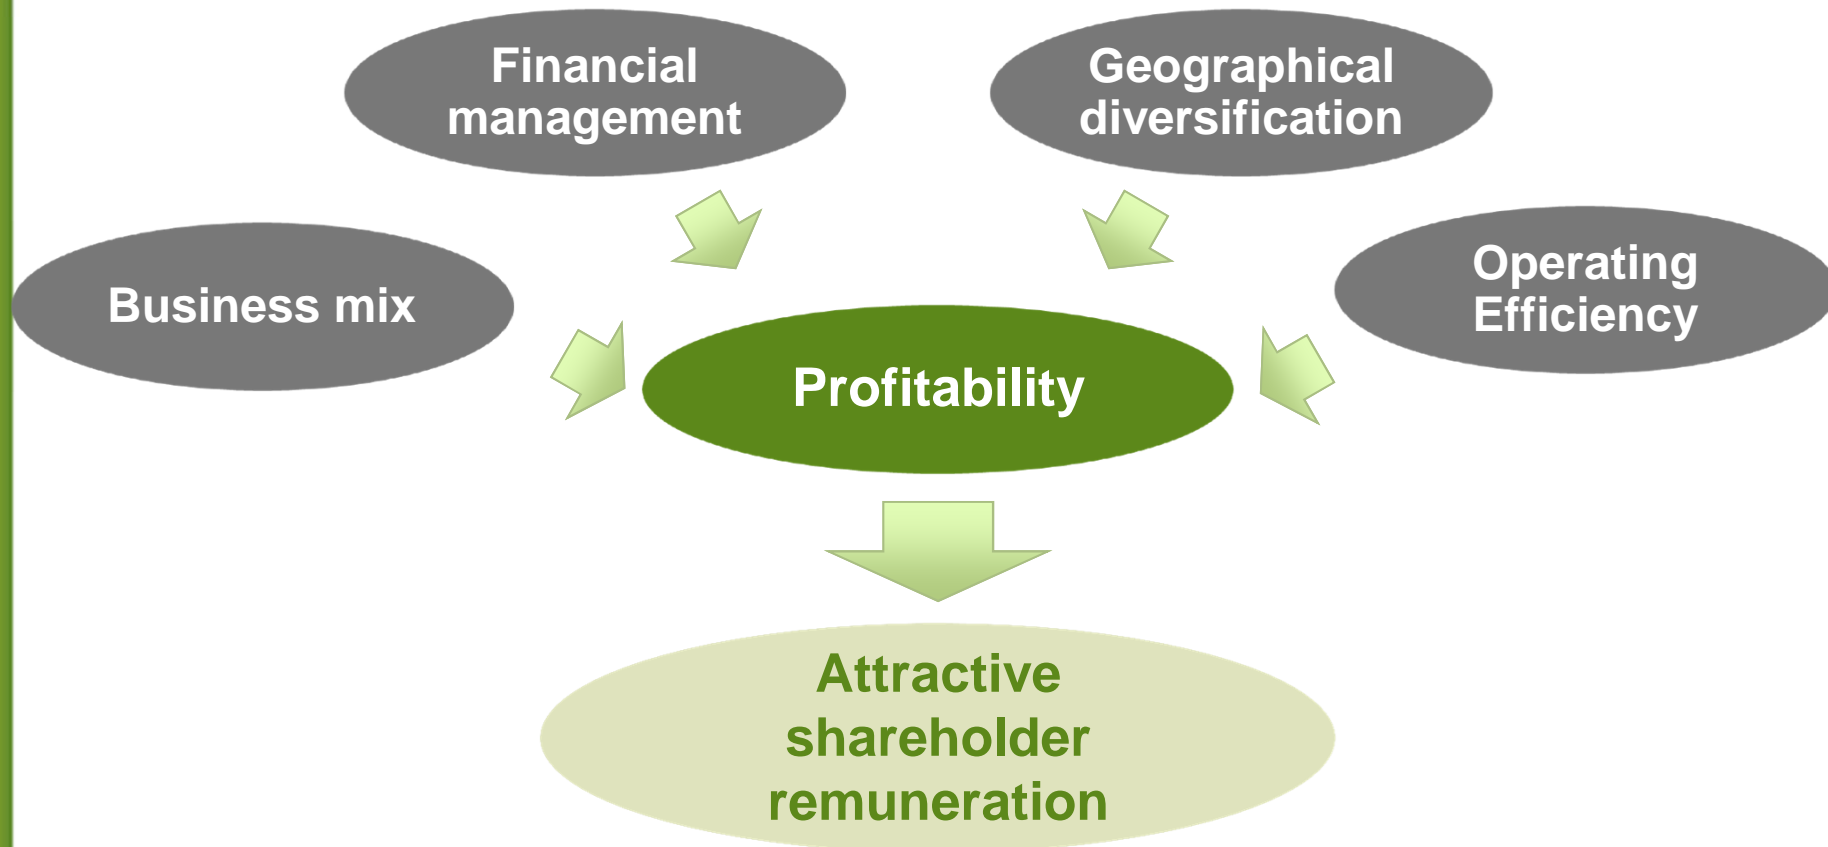 Financial
management
Geographical
diversification
Business mix
Operating
Efficiency
Profitability
Attractive
shareholder
remuneration